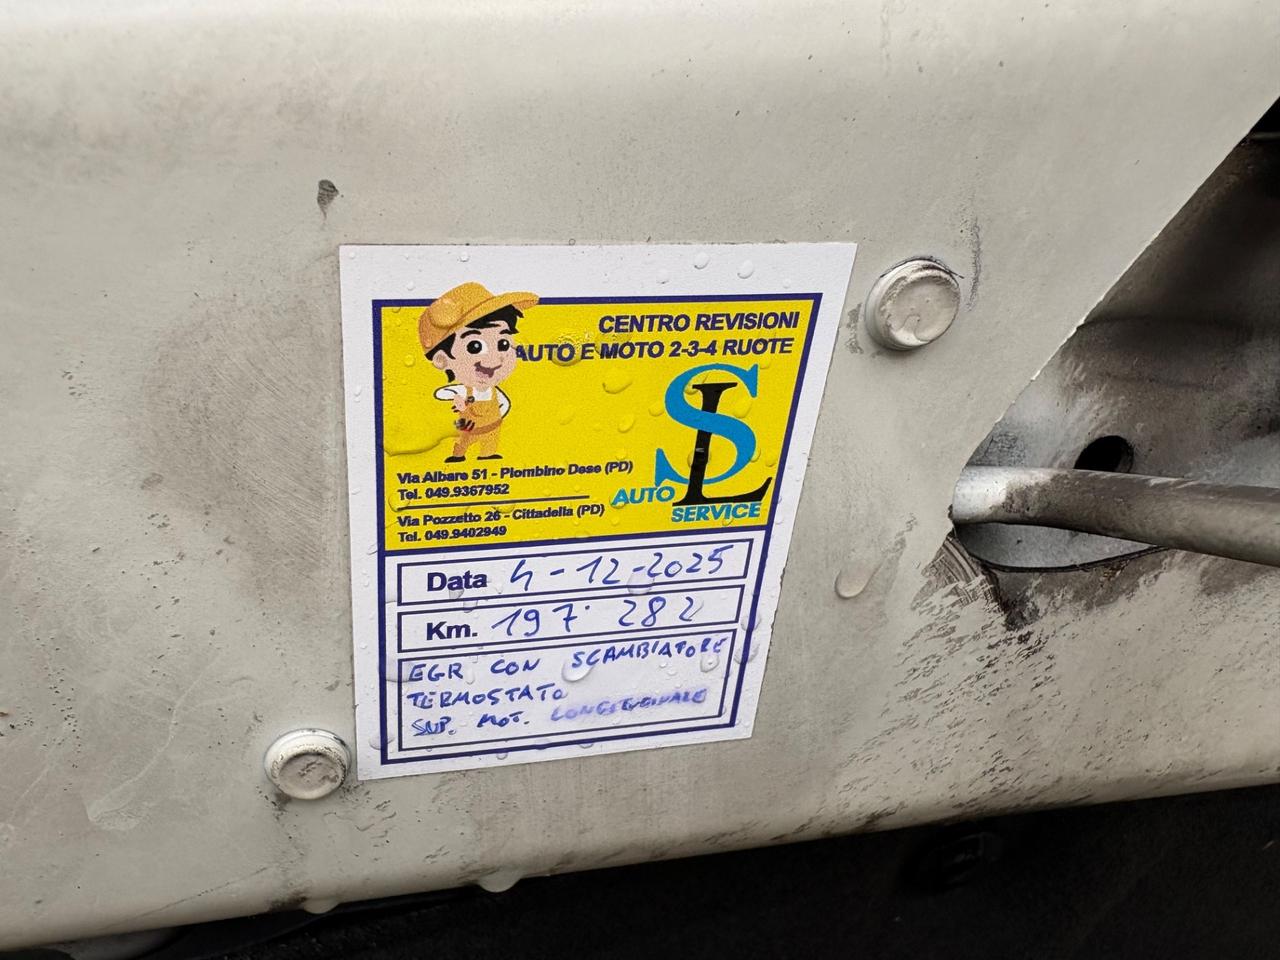 CENTRO REVISIONI
AUTO E MOTO 2-3-4 RUOTE
SL
AUTO
SERVICE
Via Albare 51 - Piombino Dese (PD)
Tel. 049.9367952
Via Pozzetto 26 - Cittadella (PD)
Tel. 049.9402949
Data 4-12-2025
Km. 197' 282
EGR CON SCAMBIATORE
TERMOSTATO
SUP. MOT. LONGITUDINALE